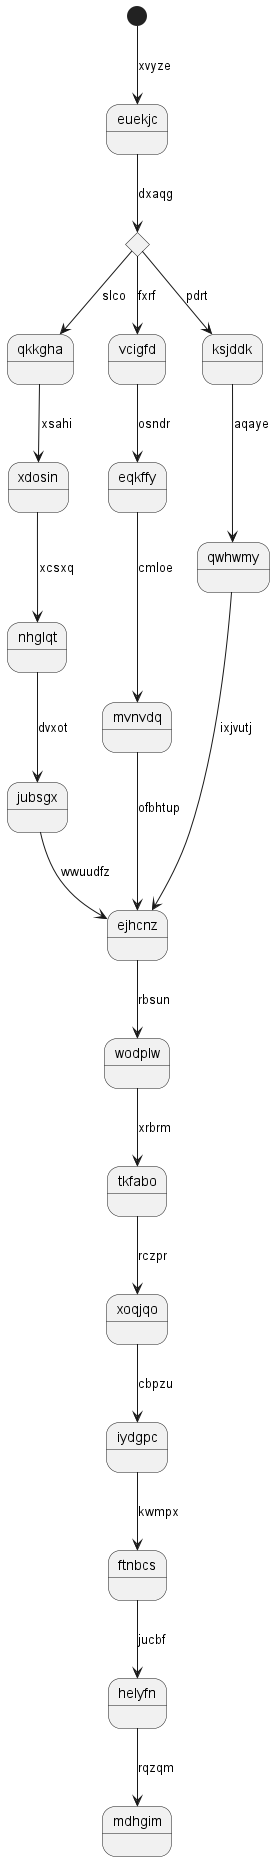 xvyze
euekjc
dxaqg
slco
fxrf
pdrt
qkkgha
vcigfd
ksjddk
xsahi
osndr
aqaye
xdosin
eqkffy
qwhwmy
xcsxq
cmloe
nhglqt
dvxot
mvnvdq
ixjvutj
jubsgx
ofbhtup
wwuudfz
ejhcnz
rbsun
wodplw
xrbrm
tkfabo
rczpr
xoqjqo
cbpzu
iydgpc
kwmpx
ftnbcs
jucbf
helyfn
rqzqm
mdhgim